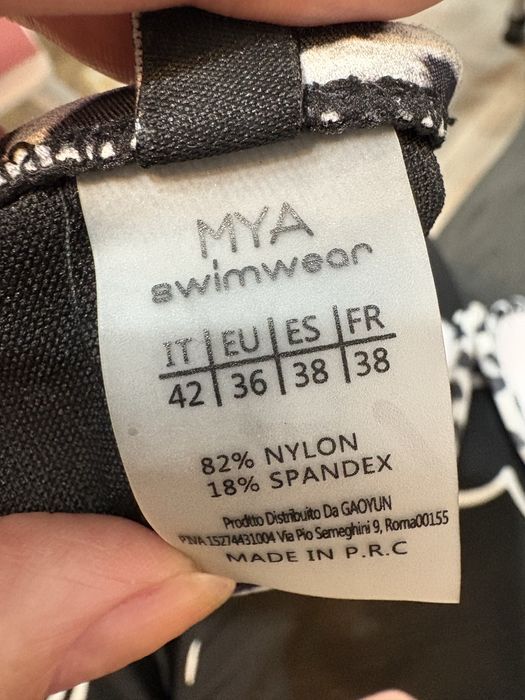 MYA
swimwear
IT EU ES FR
42 36 38 38
82% NYLON
18% SPANDEX
Prodtto Distribuito Da GAOYUN
P.IVA 15274431004 Via Pio Semeghini 9, Roma00155
MADE IN P.R.C